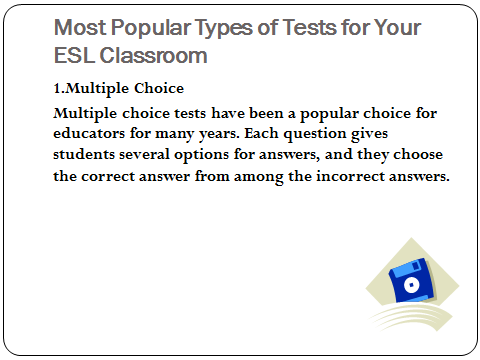 Most Popular Types of Tests for Your
ESL Classroom
1.Multiple Choice
Multiple choice tests have been a popular choice for
educators for many years. Each question gives
students several options for answers, and they choose
the correct answer from among the incorrect answers.